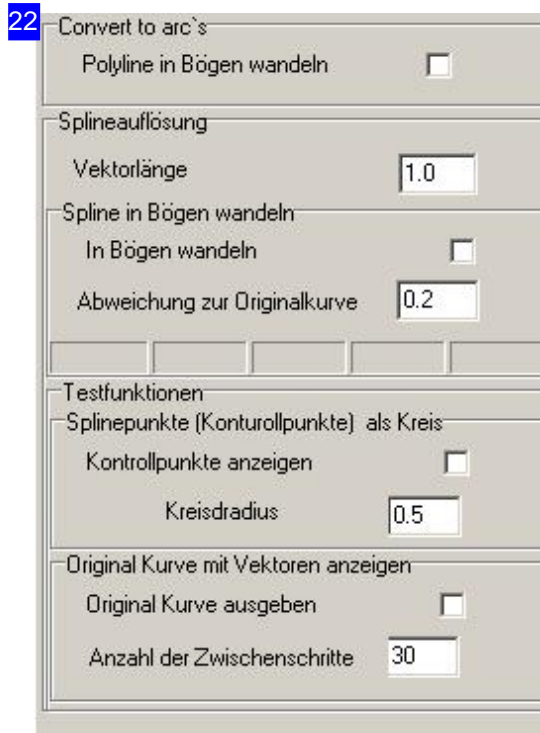 22
Convert to arc`s
Polyline in Bögen wandeln
Splineauflösung
Vektorlänge 1.0
Spline in Bögen wandeln
In Bögen wandeln
Abweichung zur Originalkurve 0.2
Testfunktionen
Splinepunkte (Konturollpunkte) als Kreis
Kontrollpunkte anzeigen
Kreisdradius 0.5
Original Kurve mit Vektoren anzeigen
Original Kurve ausgeben
Anzahl der Zwischenschritte 30